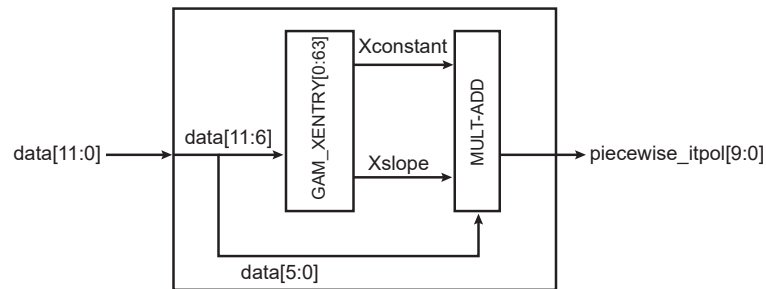 Xconstant
GAM_XENTRY[0:63]
MULT-ADD
data[11:6]
data[11:0]
piecewise_itpol[9:0]
Xslope
data[5:0]